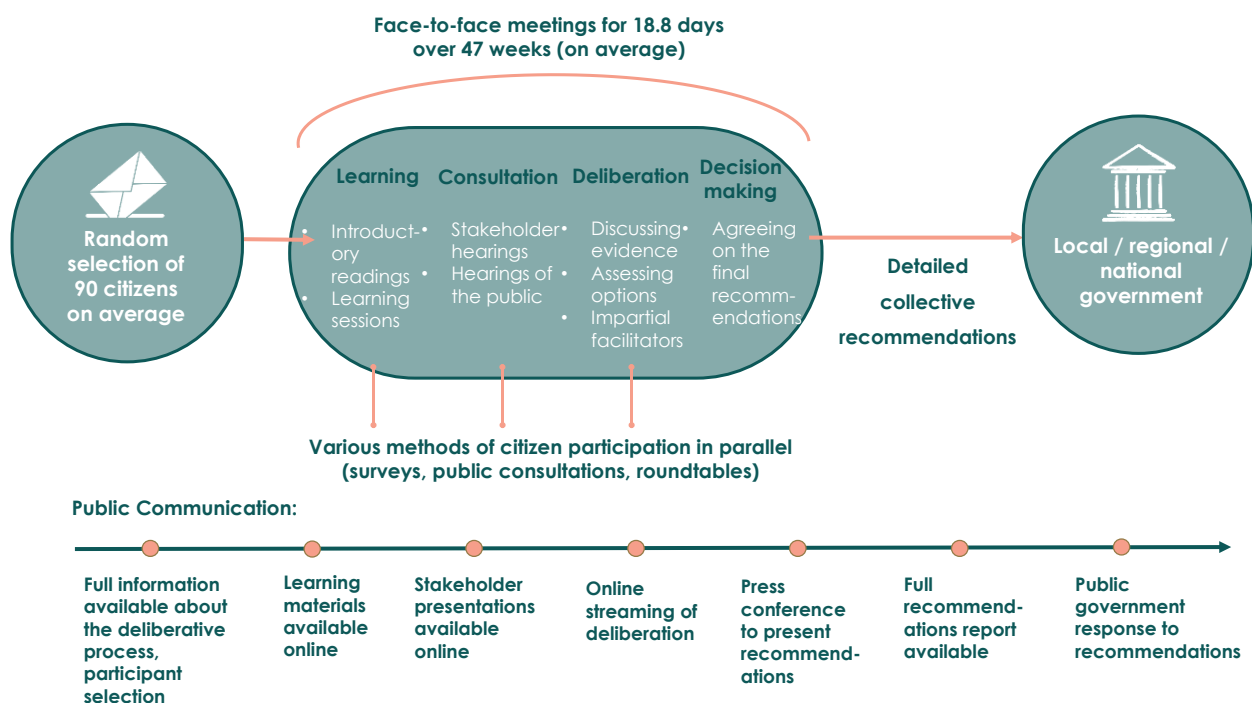 Face-to-face meetings for 18.8 days
over 47 weeks (on average)
Random
selection of
90 citizens
on average
Learning
• Introduct-
ory
readings
• Learning
sessions
Consultation
• Stakeholder
hearings
• Hearings of
the public
Deliberation
• Discussing
evidence
• Assessing
options
• Impartial
facilitators
Decision
making
• Agreeing
on the
final
recomm-
endations
Detailed
collective
recommendations
Local / regional /
national
government
Various methods of citizen participation in parallel
(surveys, public consultations, roundtables)
Public Communication:
Full information
available about
the deliberative
process,
participant
selection
Learning
materials
available
online
Stakeholder
presentations
available
online
Online
streaming of
deliberation
Press
conference
to present
recommend-
ations
Full
recommend-
ations report
available
Public
government
response to
recommendations